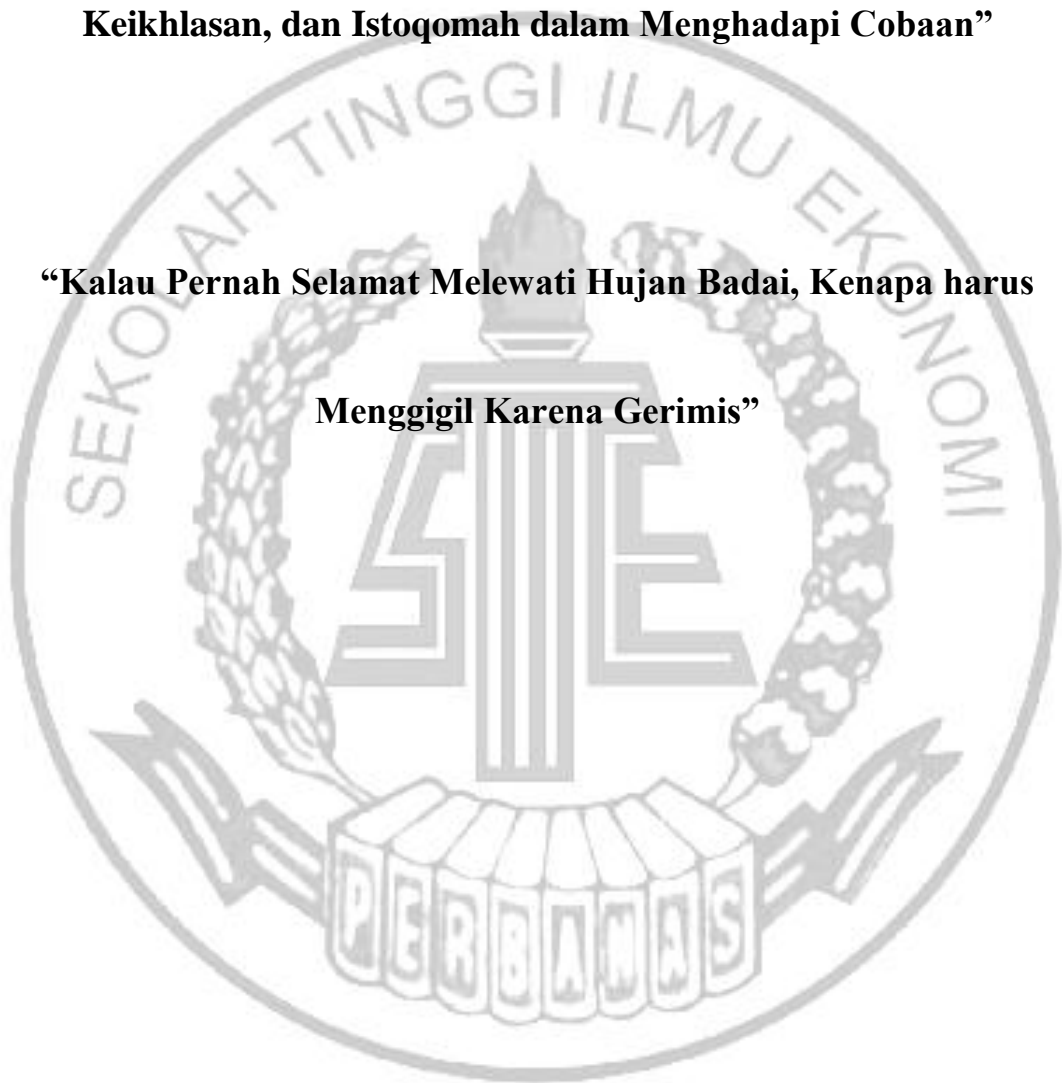 Keikhlasan, dan Istoqomah dalam Menghadapi Cobaan”
SEKOLAH TINGGI ILMU EKONOMI
“Kalau Pernah Selamat Melewati Hujan Badai, Kenapa harus
Menggigil Karena Gerimis”
STIE
PERBANAS